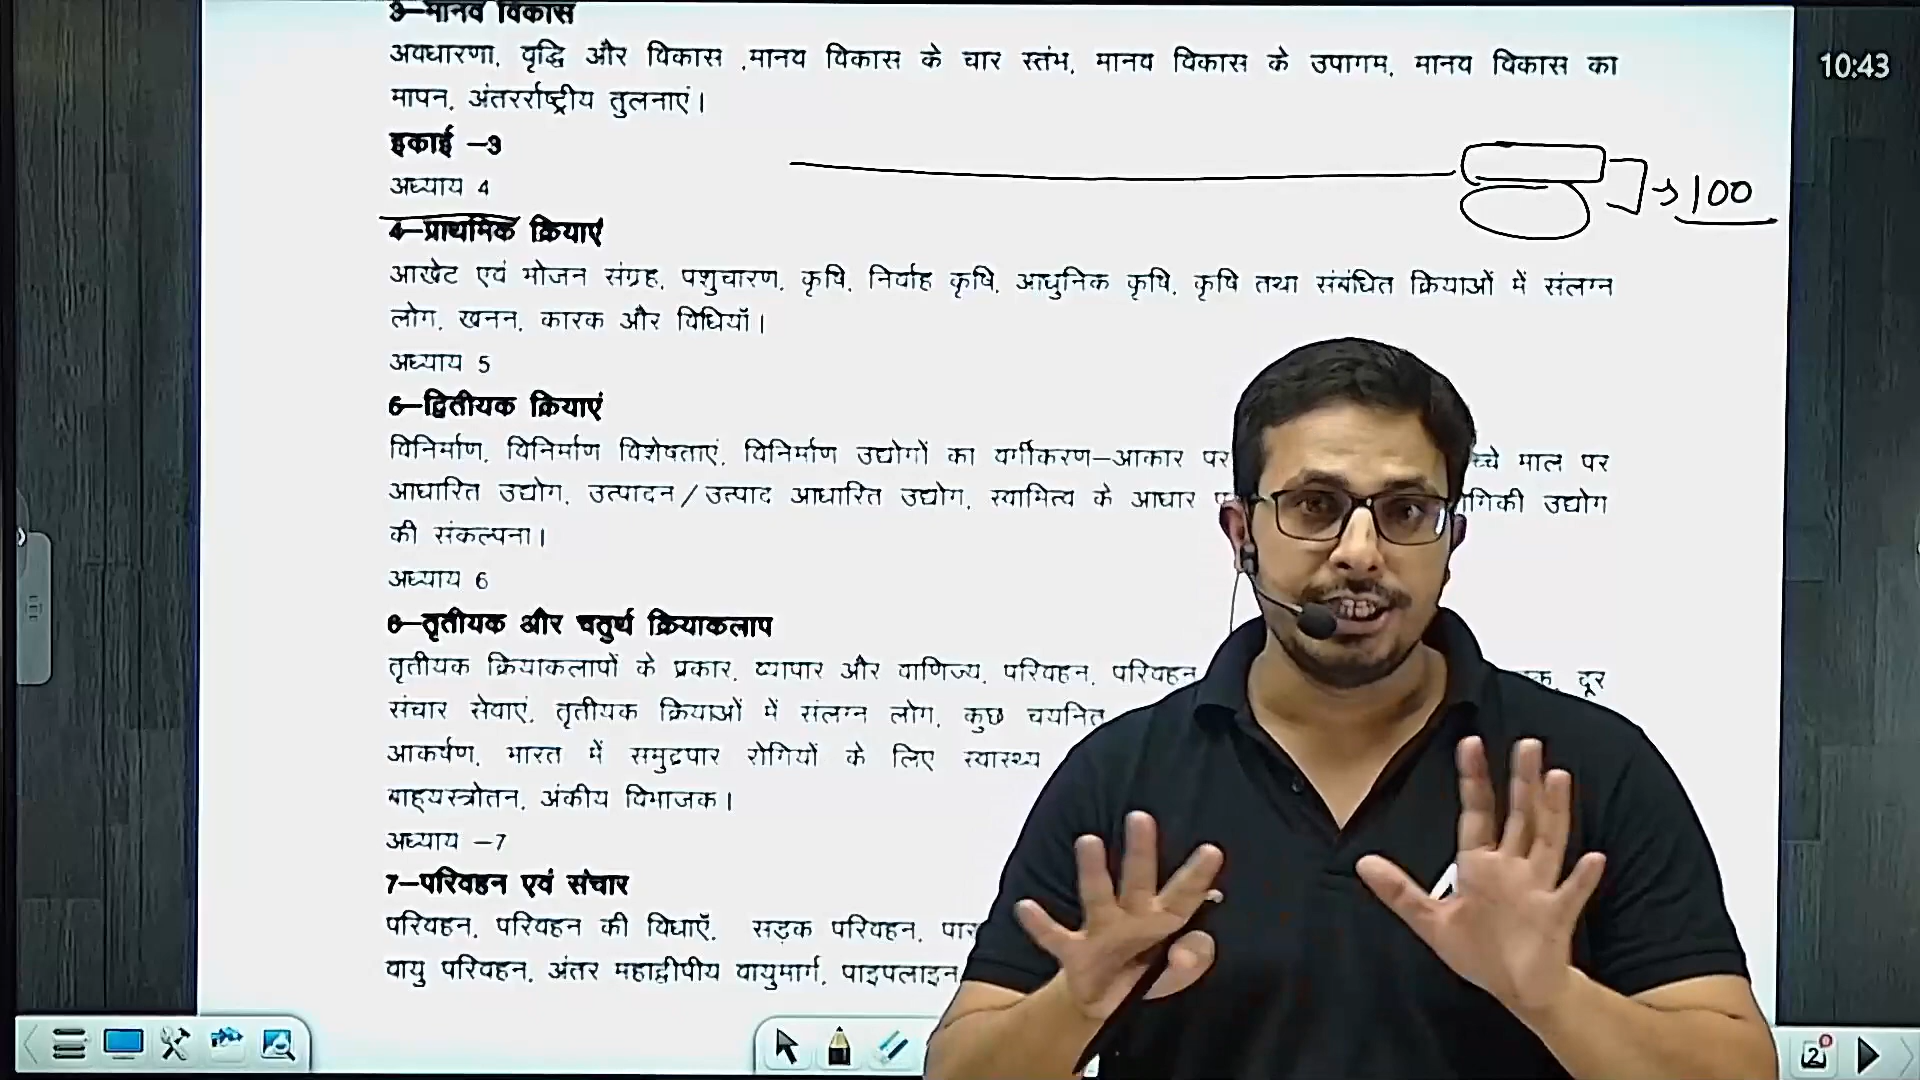 3–मानव विकास
10:43
अवधारणा, वृद्धि और विकास ,मानव विकास के चार स्तंभ, मानव विकास के उपागम, मानव विकास का
मापन, अंतरर्राष्ट्रीय तुलनाएं।
इकाई –3
अध्याय 4
100
4–प्राथमिक क्रियाएं
आखेट एवं भोजन संग्रह, पशुचारण, कृषि, निर्वाह कृषि, आधुनिक कृषि, कृषि तथा संबंधित क्रियाओं में संलग्न
लोग, खनन, कारक और विधियॉ।
अध्याय 5
5–द्वितीयक क्रियाएं
विनिर्माण, विनिर्माण विशेषताएं, विनिर्माण उद्योगों का वर्गीकरण–आकार पर माल पर
आधारित उद्योग, उत्पादन/उत्पाद आधारित उद्योग, स्वामित्व के आधार उद्योग
की संकल्पना।
अध्याय 6
6–तृतीयक और चतुर्थ क्रियाकलाप
तृतीयक क्रियाकलापों के प्रकार, व्यापार और वाणिज्य, परिवहन, परिवहन दूर
संचार सेवाएं, तृतीयक क्रियाओं में संलग्न लोग, कुछ चयनित
आकर्षण, भारत में समुद्रपार रोगियों के लिए स्वास्थ्य
बाह्यस्त्रोतन, अंकीय विभाजक।
अध्याय –7
7–परिवहन एवं संचार
परिवहन, परिवहन की विधाएॅ, सड़क परिवहन,
वायु परिवहन, अंतर महाद्वीपीय वायुमार्ग, पाइपलाइन,
2